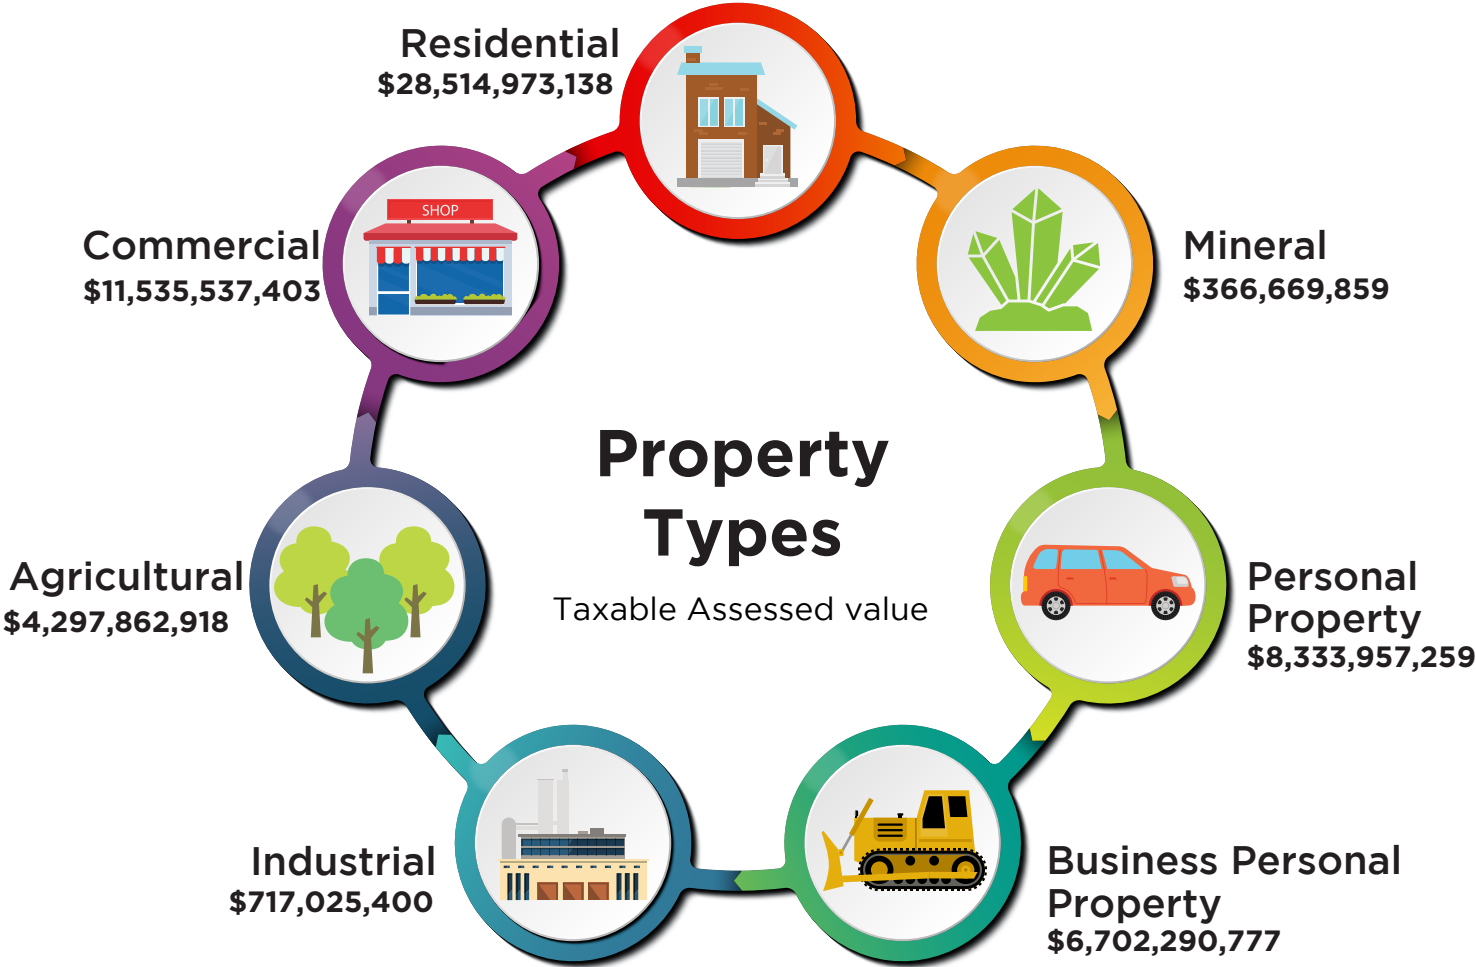 Residential
$28,514,973,138
SHOP
Commercial
$11,535,537,403
Mineral
$366,669,859
Property
Types
Taxable Assessed value
Agricultural
$4,297,862,918
Personal
Property
$8,333,957,259
Industrial
$717,025,400
Business Personal
Property
$6,702,290,777